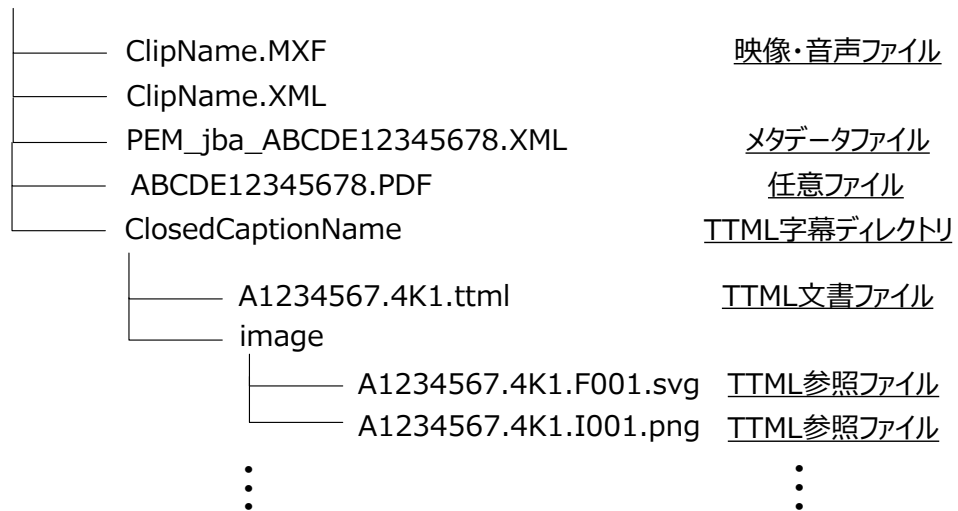 ClipName.MXF 映像・音声ファイル
ClipName.XML
PEM_jba_ABCDE12345678.XML メタデータファイル
ABCDE12345678.PDF 任意ファイル
ClosedCaptionName TTML字幕ディレクトリ
A1234567.4K1.ttml TTML文書ファイル
image
A1234567.4K1.F001.svg TTML参照ファイル
A1234567.4K1.I001.png TTML参照ファイル